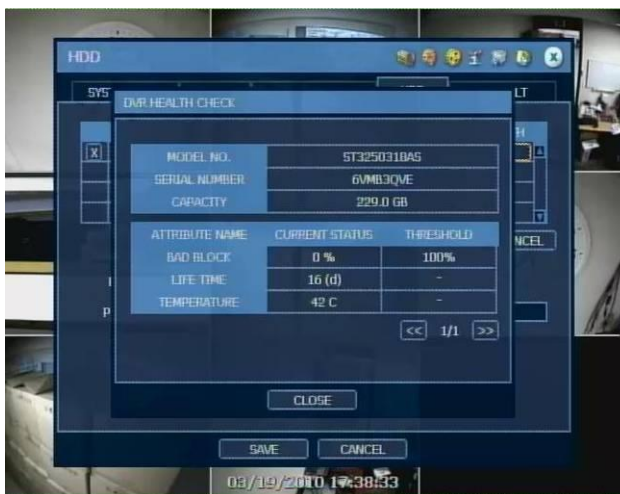 HDD
SYS
LT
DVR HEALTH CHECK
X
MODEL NO. ST3250318AS
SERIAL NUMBER 6VMB3QVE
CAPACITY 229.0 GB
ATTRIBUTE NAME CURRENT STATUS THRESHOLD
NCEL
BAD BLOCK 0 % 100%
LIFE TIME 16 (d) -
TEMPERATURE 42 C -
P
<< 1/1 >>
CLOSE
SAVE CANCEL
03/19/2010 17:38:33